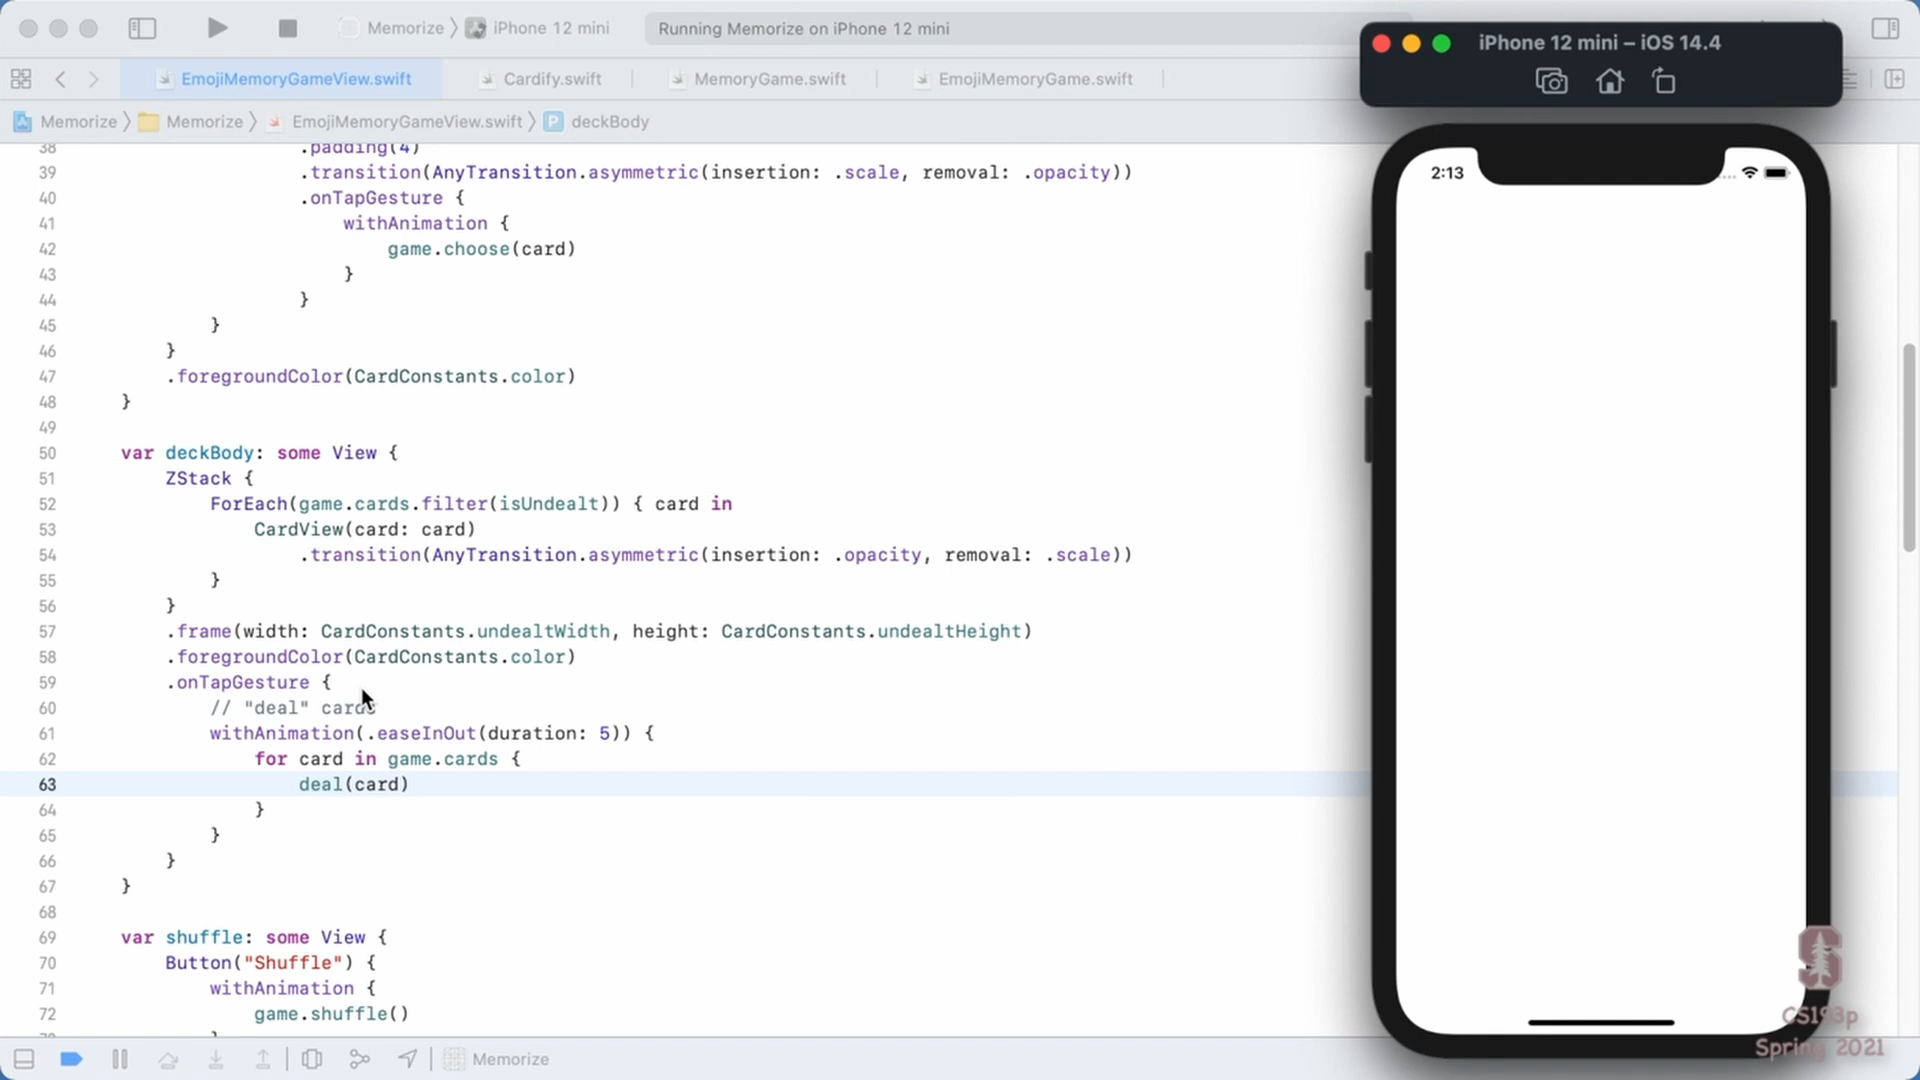 Memorize
iPhone 12 mini
Running Memorize on iPhone 12 mini
iPhone 12 mini – iOS 14.4
EmojiMemoryGameView.swift
Cardify.swift
MemoryGame.swift
EmojiMemoryGame.swift
Memorize
Memorize
EmojiMemoryGameView.swift
P
deckBody
38 .padding(4)
39 .transition(AnyTransition.asymmetric(insertion: .scale, removal: .opacity))
40 .onTapGesture {
41 withAnimation {
42 game.choose(card)
43 }
44 }
45 }
46 }
47 .foregroundColor(CardConstants.color)
48 }
49
50 var deckBody: some View {
51 ZStack {
52 ForEach(game.cards.filter(isUndealt)) { card in
53 CardView(card: card)
54 .transition(AnyTransition.asymmetric(insertion: .opacity, removal: .scale))
55 }
56 }
57 .frame(width: CardConstants.undealtWidth, height: CardConstants.undealtHeight)
58 .foregroundColor(CardConstants.color)
59 .onTapGesture {
60 // "deal" cards
61 withAnimation(.easeInOut(duration: 5)) {
62 for card in game.cards {
63 deal(card)
64 }
65 }
66 }
67 }
68
69 var shuffle: some View {
70 Button("Shuffle") {
71 withAnimation {
72 game.shuffle()
}
Memorize
2:13
S
CS193p
Spring 2021